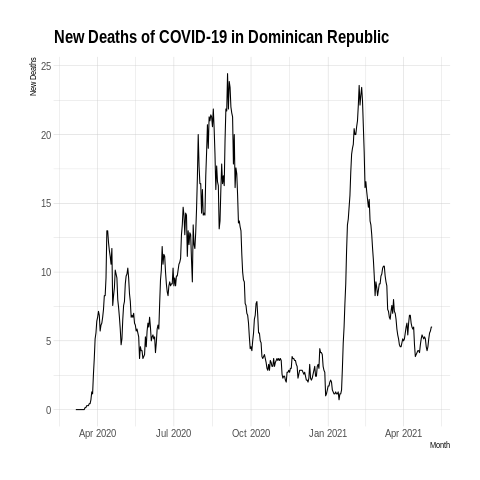 New Deaths of COVID-19 in Dominican Republic
New Deaths
25
20
15
10
5
0
Apr 2020 Jul 2020 Oct 2020 Jan 2021 Apr 2021
Month